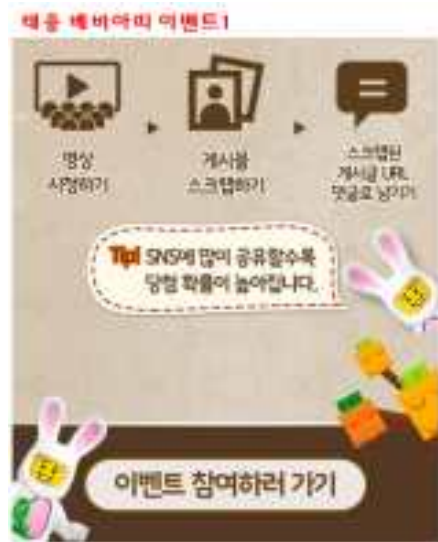 태웅 베비아띠 이벤트1
영상
시청하기
게시물
스크랩하기
스크랩된
게시글 URL
댓글로 남기기
Tip! SNS에 많이 공유할수록
당첨 확률이 높아집니다.
이벤트 참여하러 가기